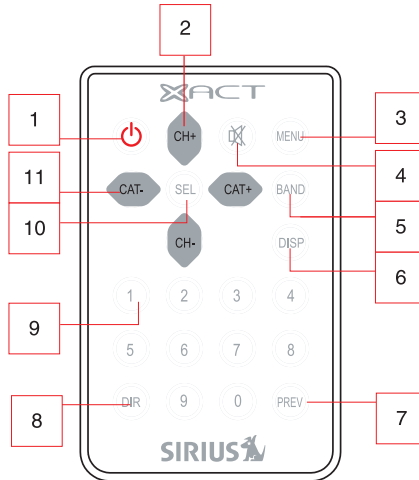 2
XACT
1
CH+
MENU
3
4
11
CAT-
SEL
CAT+
BAND
10
5
CH-
DISP
6
1 2 3 4
9
5 6 7 8
8
DIR 9 0 PREV
7
SIRIUS